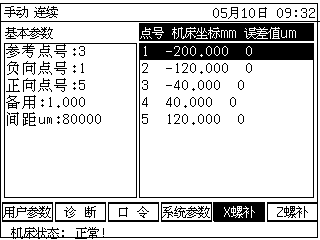 手动 连续 05月10日 09:32
基本参数
参考点号:3
负向点号:1
正向点号:5
备用:1.000
间距um:80000
点号 机床坐标mm 误差值um
1 -200.000 0
2 -120.000 0
3 -40.000 0
4 40.000 0
5 120.000 0
用户参数 诊 断 口 令 系统参数 X螺补 Z螺补
机床状态: 正常!